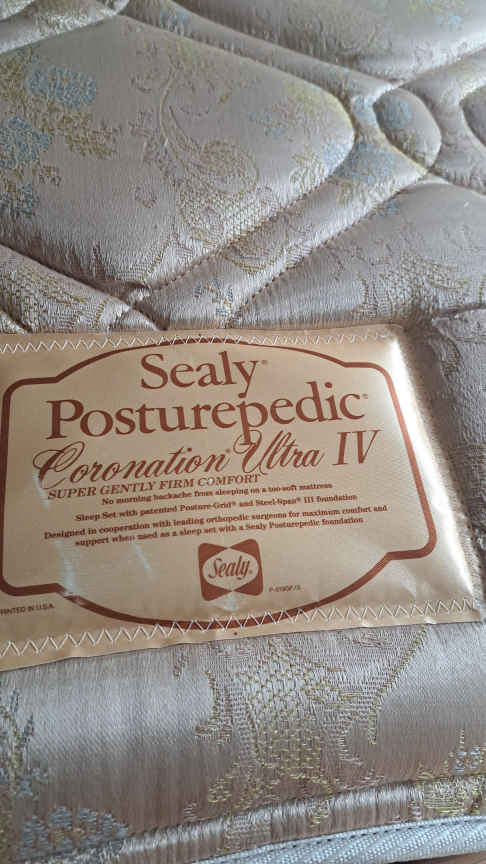 Sealy®
Posturepedic®
Coronation® Ultra IV
SUPER GENTLY FIRM COMFORT
No morning backache from sleeping on a too-soft mattress
Sleep Set with patented Posture-Grid® and Steel-Span® III foundation
Designed in cooperation with leading orthopedic surgeons for maximum comfort and
support when used as a sleep set with a Sealy Posturepedic foundation
Sealy®
PRINTED IN U.S.A.